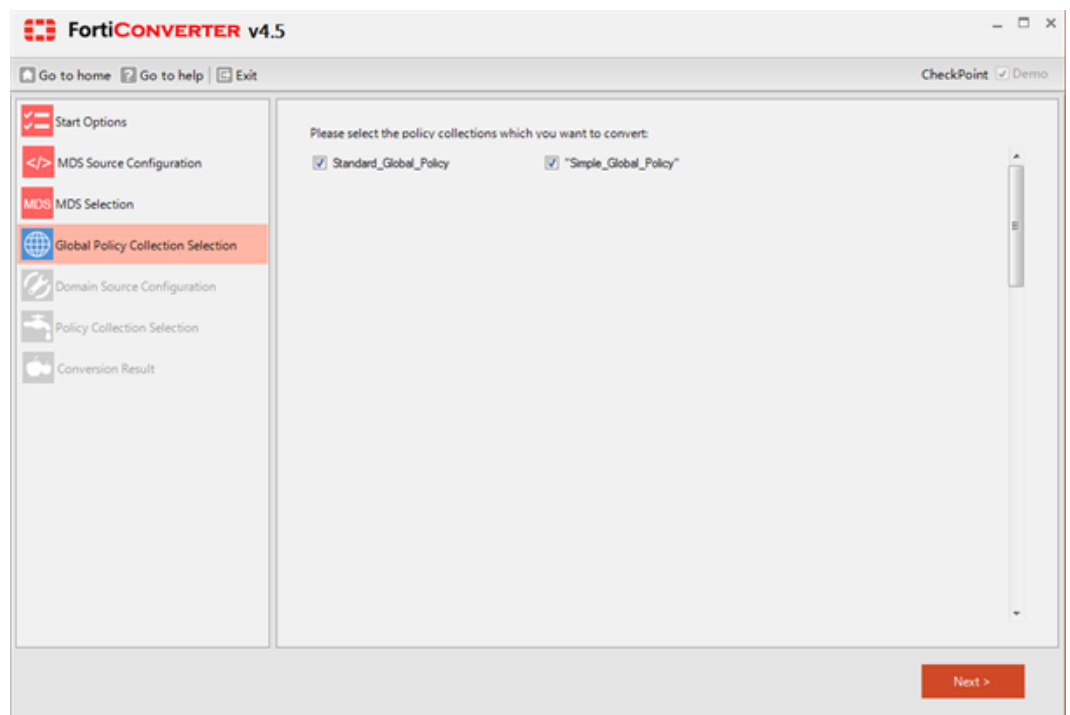 FortiCONVERTER v4.5
Go to home Go to help Exit
CheckPoint Demo
Start Options
</> MDS Source Configuration
MDS MDS Selection
Global Policy Collection Selection
Domain Source Configuration
Policy Collection Selection
Conversion Result
Please select the policy collections which you want to convert:
Standard_Global_Policy "Simple_Global_Policy"
Next >